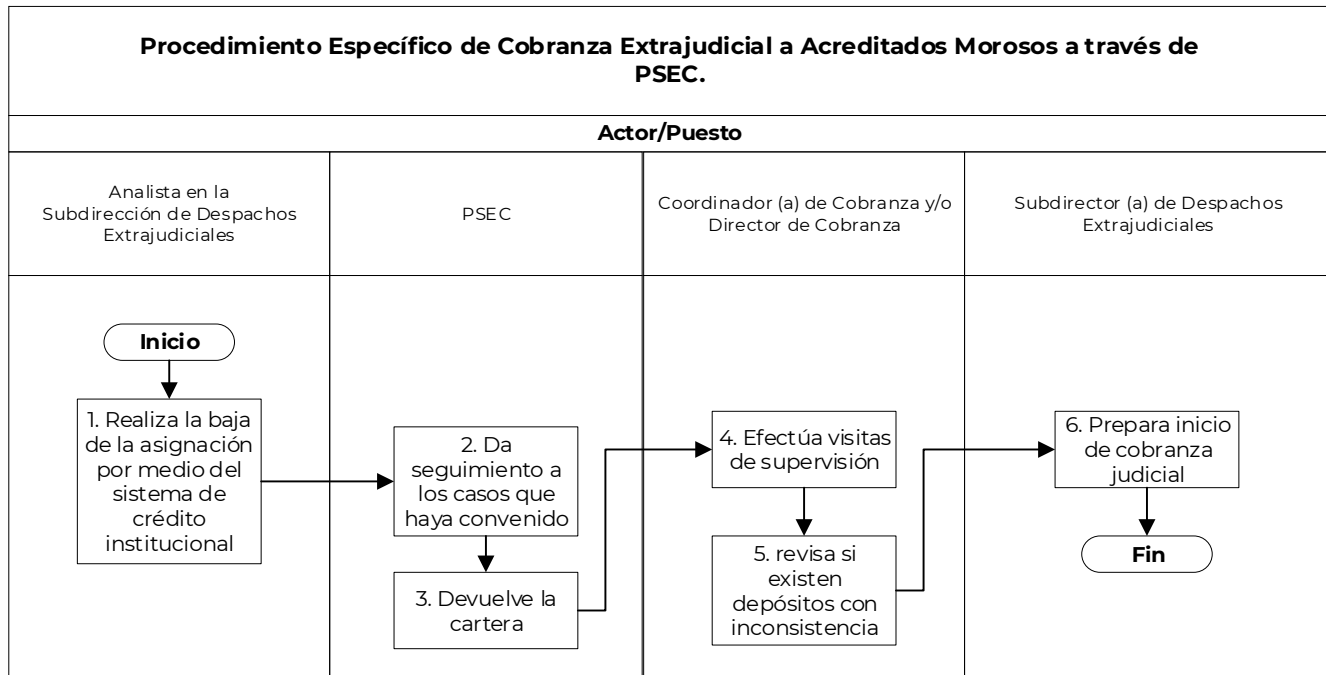 Procedimiento Específico de Cobranza Extrajudicial a Acreditados Morosos a través de
PSEC.
Actor/Puesto
Analista en la
Subdirección de Despachos
Extrajudiciales
PSEC
Coordinador (a) de Cobranza y/o
Director de Cobranza
Subdirector (a) de Despachos
Extrajudiciales
Inicio
1. Realiza la baja
de la asignación
por medio del
sistema de
crédito
institucional
2. Da
seguimiento a
los casos que
haya convenido
3. Devuelve la
cartera
4. Efectúa visitas
de supervisión
5. revisa si
existen
depósitos con
inconsistencia
6. Prepara inicio
de cobranza
judicial
Fin